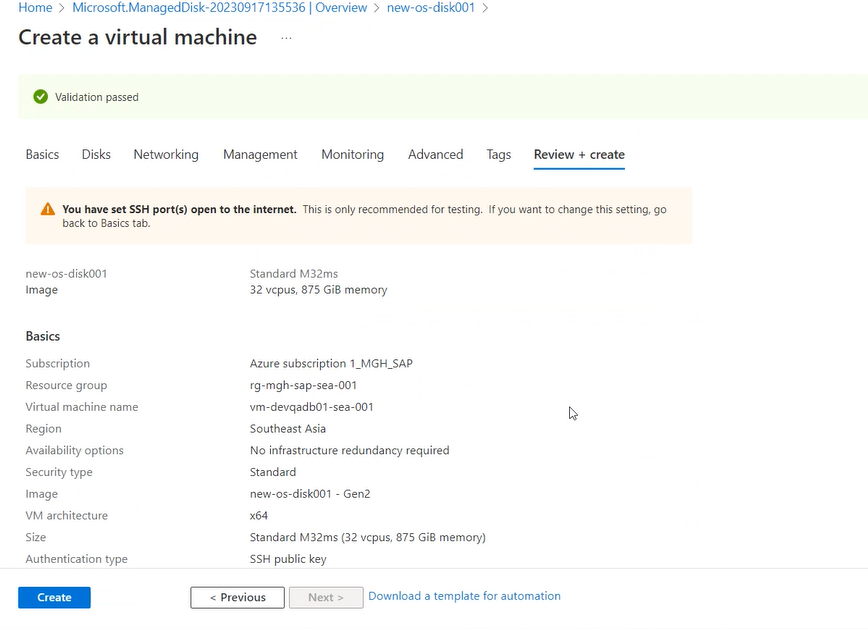 Home > Microsoft.ManagedDisk-20230917135536 | Overview > new-os-disk001 >
Create a virtual machine ...
Validation passed
Basics Disks Networking Management Monitoring Advanced Tags Review + create
You have set SSH port(s) open to the internet. This is only recommended for testing. If you want to change this setting, go
back to Basics tab.
new-os-disk001 Standard M32ms
Image 32 vcpus, 875 GiB memory
Basics
Subscription Azure subscription 1_MGH_SAP
Resource group rg-mgh-sap-sea-001
Virtual machine name vm-devqadb01-sea-001
Region Southeast Asia
Availability options No infrastructure redundancy required
Security type Standard
Image new-os-disk001 - Gen2
VM architecture x64
Size Standard M32ms (32 vcpus, 875 GiB memory)
Authentication type SSH public key
Create < Previous Next > Download a template for automation